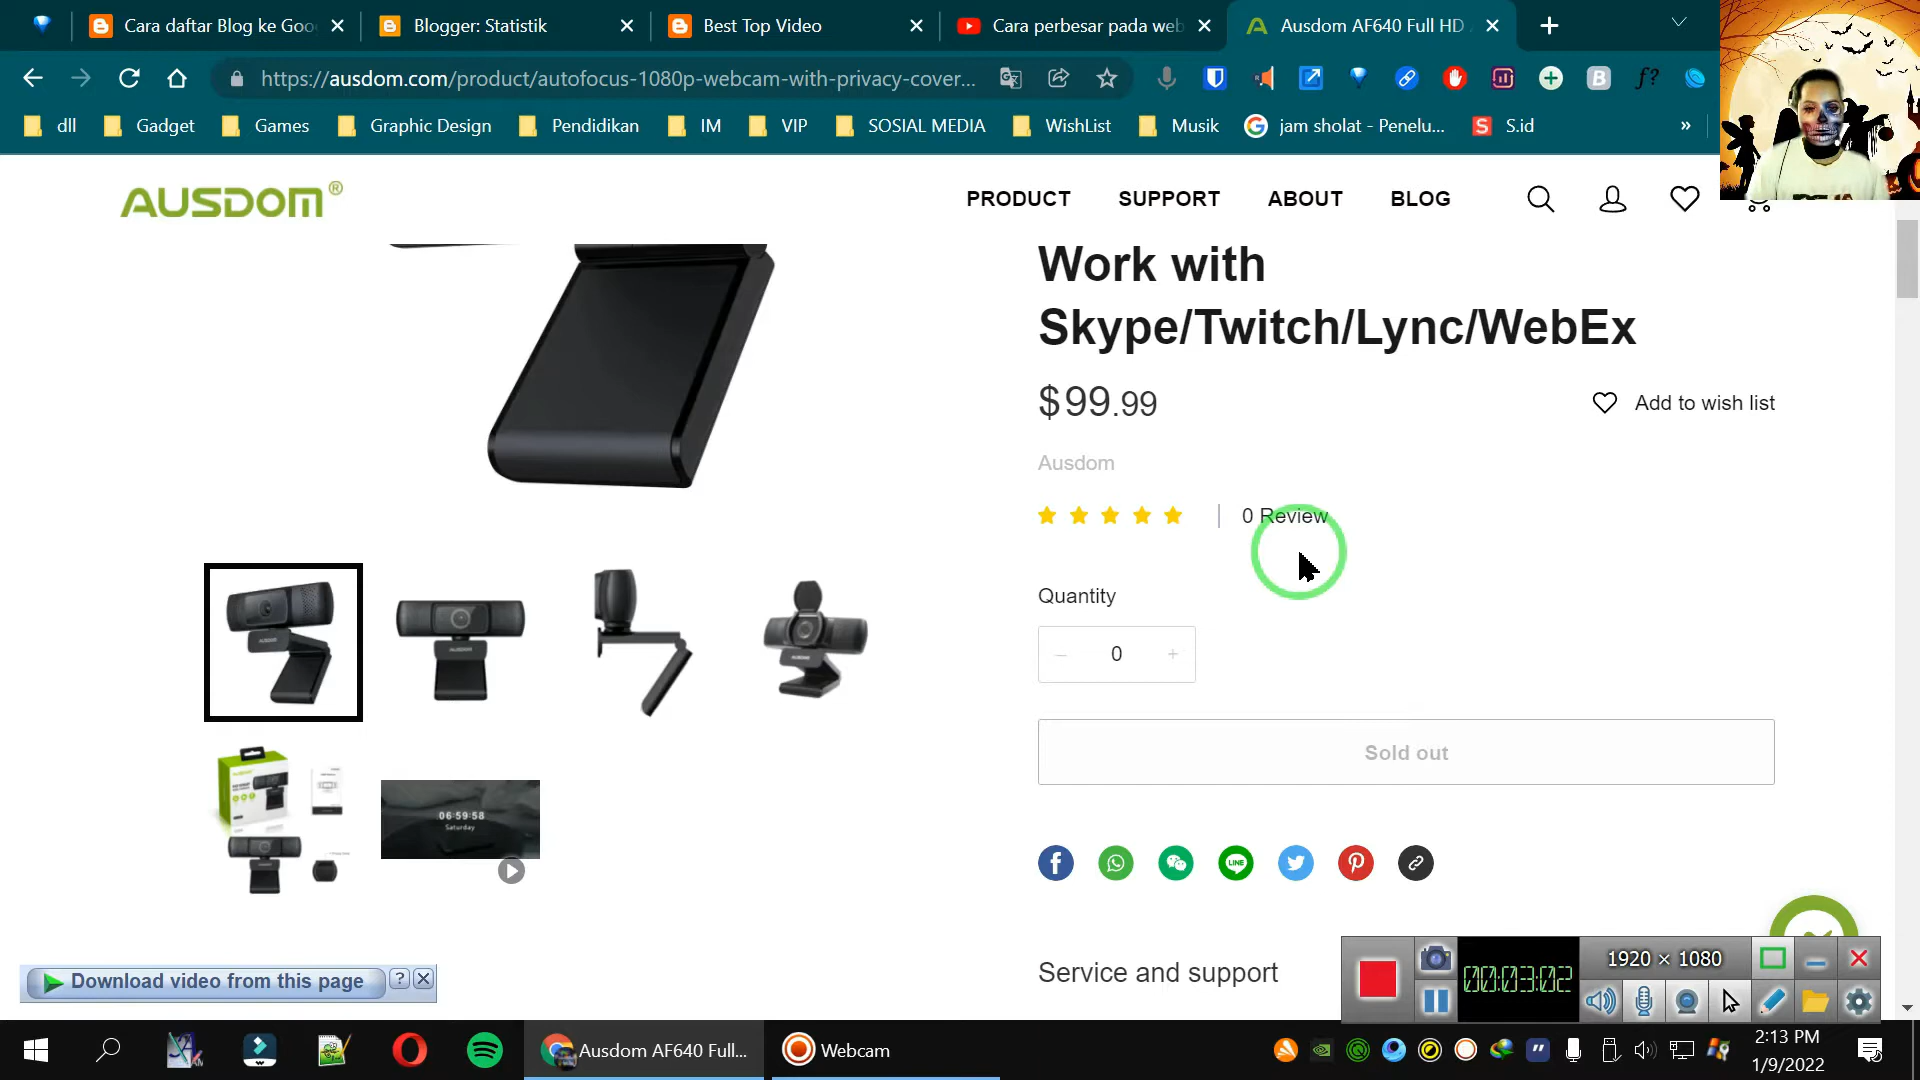 Cara daftar Blog ke Goo
Blogger: Statistik
Best Top Video
Cara perbesar pada web
Ausdom AF640 Full HD
https://ausdom.com/product/autofocus-1080p-webcam-with-privacy-cover...
dll
Gadget
Games
Graphic Design
Pendidikan
IM
VIP
SOSIAL MEDIA
WishList
Musik
jam sholat - Penelu...
S.id
AUSDOM®
PRODUCT
SUPPORT
ABOUT
BLOG
Work with
Skype/Twitch/Lync/WebEx
$99.99
Add to wish list
Ausdom
0 Review
Quantity
0
Sold out
06:59:58
Saturday
Service and support
Download video from this page
?
00:03:02
1920 × 1080
Ausdom AF640 Full...
Webcam
2:13 PM
1/9/2022